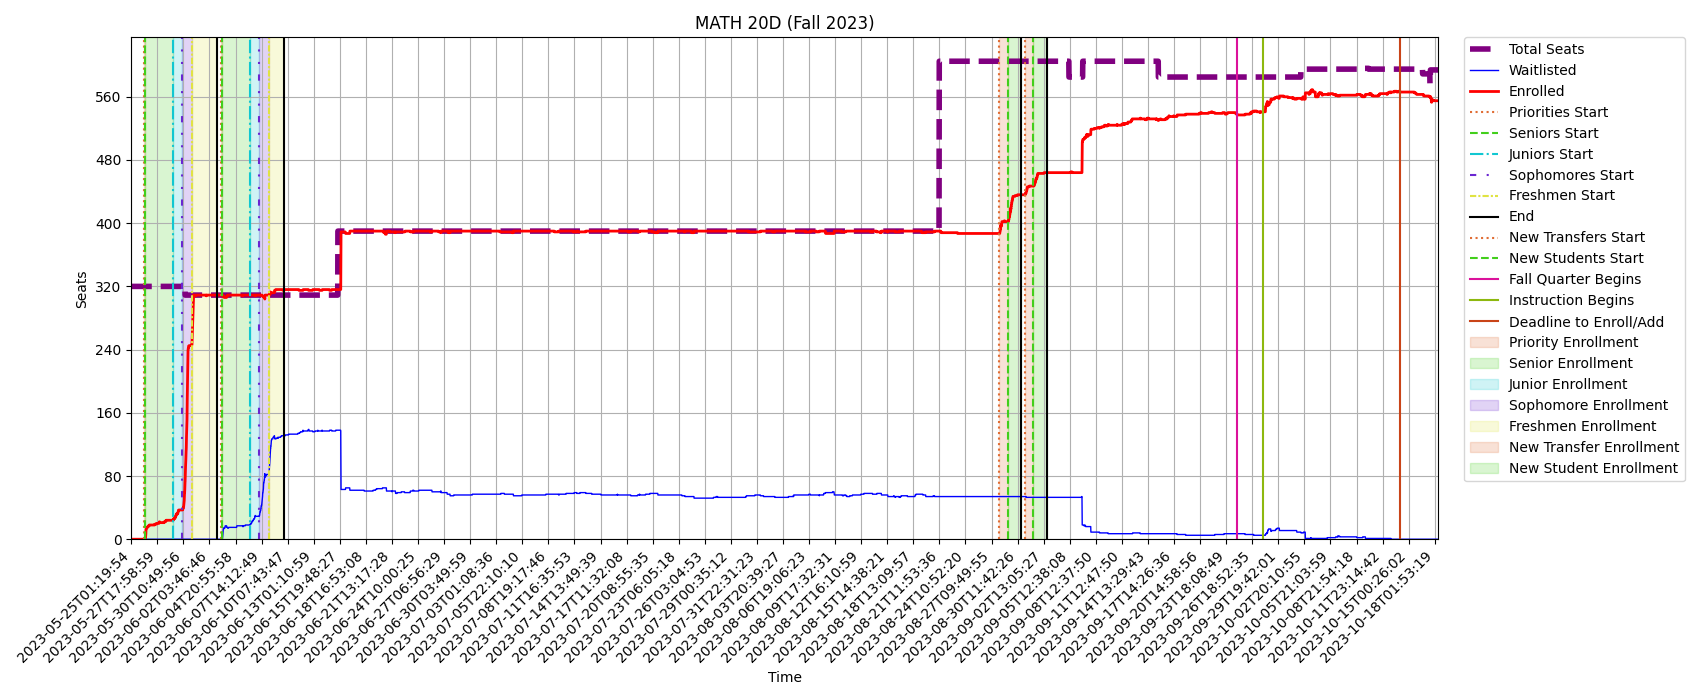 MATH 20D (Fall 2023)
Seats
560
480
400
320
240
160
80
0
2023-05-25T01:19:54
2023-05-27T17:58:59
2023-05-30T10:49:56
2023-06-02T03:46:46
2023-06-04T20:55:58
2023-06-07T14:12:49
2023-06-10T07:43:47
2023-06-13T01:10:59
2023-06-15T19:48:27
2023-06-18T16:53:08
2023-06-21T13:17:28
2023-06-24T10:00:25
2023-06-27T06:56:29
2023-06-30T03:49:59
2023-07-03T01:08:36
2023-07-05T22:10:10
2023-07-08T19:17:46
2023-07-11T16:35:53
2023-07-14T13:49:39
2023-07-17T11:32:08
2023-07-20T08:55:35
2023-07-23T06:05:18
2023-07-26T03:04:53
2023-07-29T00:35:12
2023-07-31T22:31:23
2023-08-03T20:39:27
2023-08-06T19:06:23
2023-08-09T17:32:31
2023-08-12T16:10:59
2023-08-15T14:38:21
2023-08-18T13:09:57
2023-08-21T11:53:36
2023-08-24T10:52:20
2023-08-27T09:49:55
2023-08-30T11:42:26
2023-09-02T13:05:27
2023-09-05T12:38:08
2023-09-08T12:37:50
2023-09-11T12:47:50
2023-09-14T13:29:43
2023-09-17T14:26:36
2023-09-20T14:58:56
2023-09-23T18:08:49
2023-09-26T18:52:35
2023-09-29T19:42:01
2023-10-02T20:10:55
2023-10-05T21:03:59
2023-10-08T21:54:18
2023-10-11T23:14:42
2023-10-15T00:26:02
2023-10-18T01:53:19
Time
Total Seats
Waitlisted
Enrolled
Priorities Start
Seniors Start
Juniors Start
Sophomores Start
Freshmen Start
End
New Transfers Start
New Students Start
Fall Quarter Begins
Instruction Begins
Deadline to Enroll/Add
Priority Enrollment
Senior Enrollment
Junior Enrollment
Sophomore Enrollment
Freshmen Enrollment
New Transfer Enrollment
New Student Enrollment